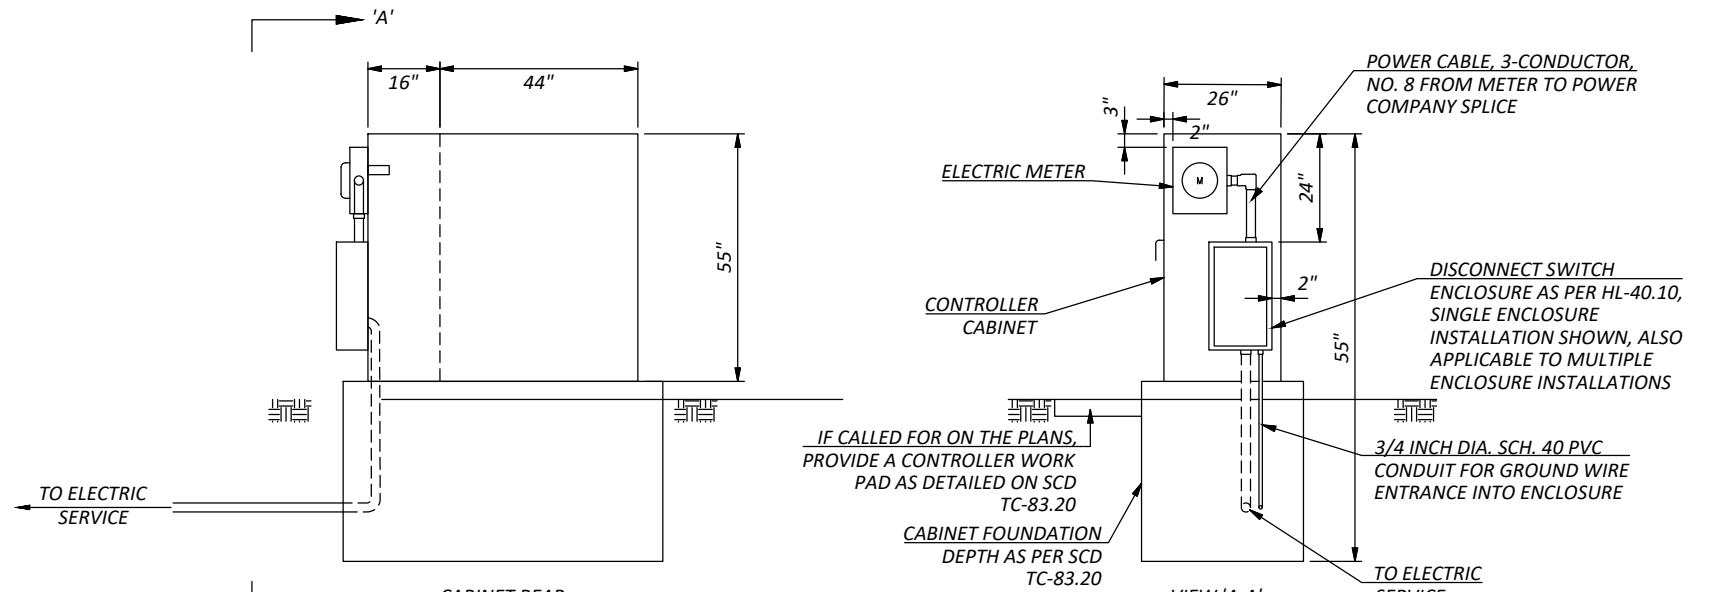 'A'
16"
44"
55"
TO ELECTRIC
SERVICE
3"
26"
2"
POWER CABLE, 3-CONDUCTOR,
NO. 8 FROM METER TO POWER
COMPANY SPLICE
ELECTRIC METER
M
24"
CONTROLLER
CABINET
2"
55"
DISCONNECT SWITCH
ENCLOSURE AS PER HL-40.10,
SINGLE ENCLOSURE
INSTALLATION SHOWN, ALSO
APPLICABLE TO MULTIPLE
ENCLOSURE INSTALLATIONS
IF CALLED FOR ON THE PLANS,
PROVIDE A CONTROLLER WORK
PAD AS DETAILED ON SCD
TC-83.20
3/4 INCH DIA. SCH. 40 PVC
CONDUIT FOR GROUND WIRE
ENTRANCE INTO ENCLOSURE
CABINET FOUNDATION
DEPTH AS PER SCD
TC-83.20
TO ELECTRIC
SERVICE
CABINET REAR
VIEW 'A-A'